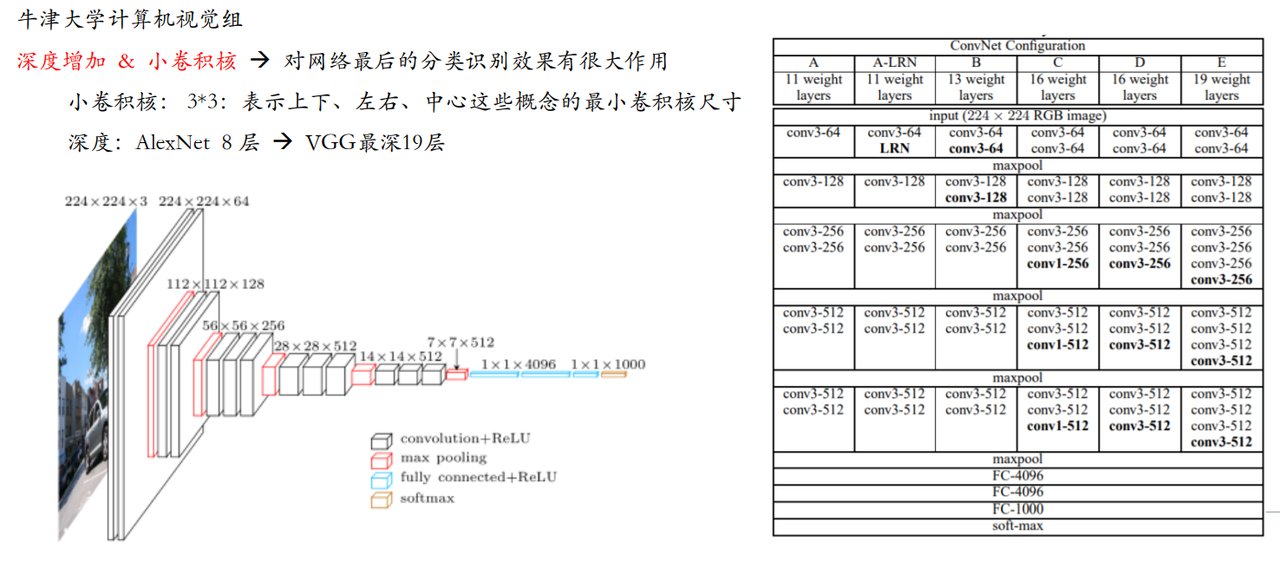 牛津大学计算机视觉组
深度增加 & 小卷积核 → 对网络最后的分类识别效果有很大作用
小卷积核： 3*3：表示上下、左右、中心这些概念的最小卷积核尺寸
深度：AlexNet 8 层 → VGG最深19层
224×224×3 224×224×64
112×112×128
56×56×256
28×28×512
14×14×512
7×7×512
1×1×4096 1×1×1000
convolution+ReLU
max pooling
fully connected+ReLU
softmax
ConvNet Configuration
A A-LRN B C D E
11 weight 11 weight 13 weight 16 weight 16 weight 19 weight
layers layers layers layers layers layers
input (224 × 224 RGB image)
conv3-64 conv3-64 conv3-64 conv3-64 conv3-64 conv3-64
LRN conv3-64 conv3-64 conv3-64 conv3-64
maxpool
conv3-128 conv3-128 conv3-128 conv3-128 conv3-128 conv3-128
conv3-128 conv3-128 conv3-128 conv3-128
maxpool
conv3-256 conv3-256 conv3-256 conv3-256 conv3-256 conv3-256
conv3-256 conv3-256 conv3-256 conv3-256 conv3-256 conv3-256
conv1-256 conv3-256 conv3-256
conv3-256
maxpool
conv3-512 conv3-512 conv3-512 conv3-512 conv3-512 conv3-512
conv3-512 conv3-512 conv3-512 conv3-512 conv3-512 conv3-512
conv1-512 conv3-512 conv3-512
conv3-512
maxpool
conv3-512 conv3-512 conv3-512 conv3-512 conv3-512 conv3-512
conv3-512 conv3-512 conv3-512 conv3-512 conv3-512 conv3-512
conv1-512 conv3-512 conv3-512
conv3-512
maxpool
FC-4096
FC-4096
FC-1000
soft-max